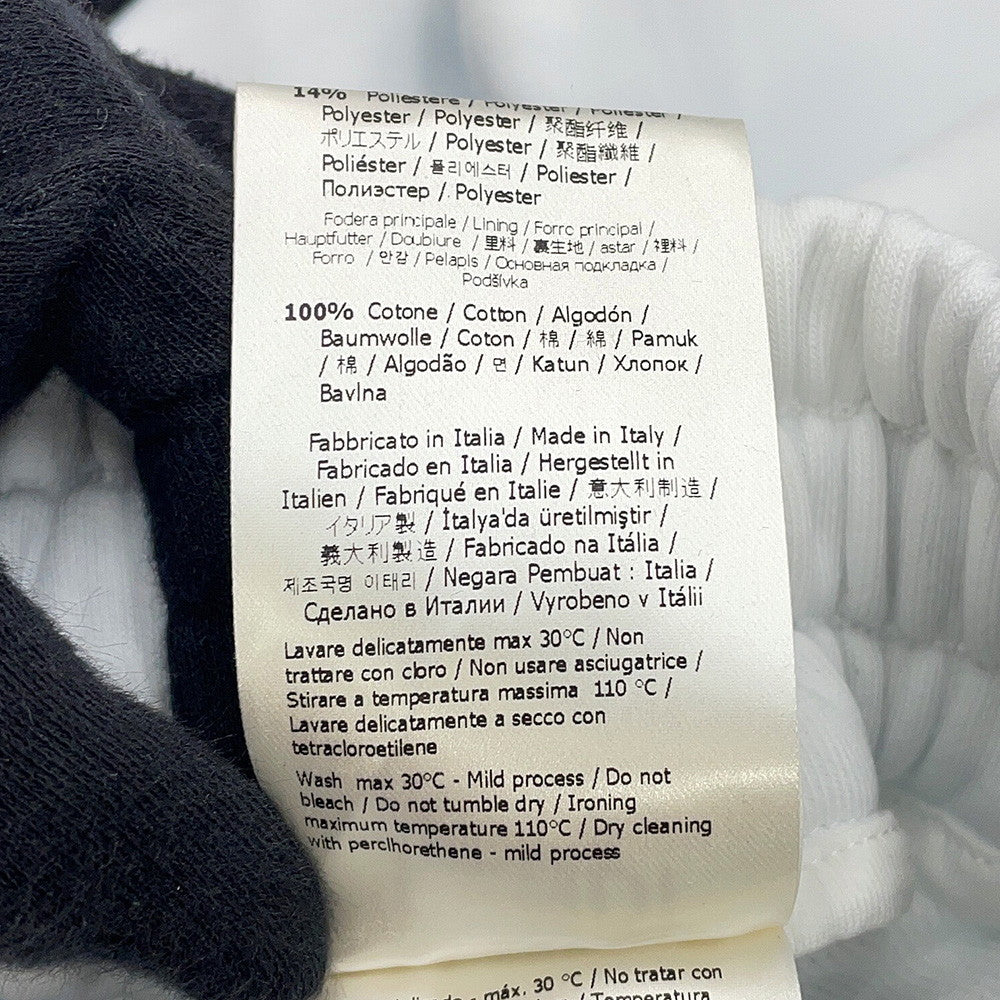 14% Poliestere / Polyester / Poliéster /
Polyester / Polyester / 聚酯纤维 /
ポリエステル / Polyester / 聚酯纖維 /
Poliéster / 폴리에스터 / Poliester /
Полиэстер / Polyester
Fodera principale / Lining / Forro principal /
Hauptfutter / Doublure / 里料 / 裏生地 / astar / 裡料 /
Forro / 안감 / Pelapis / Основная подкладка /
Podšívka
100% Cotone / Cotton / Algodón /
Baumwolle / Coton / 棉 / 綿 / Pamuk
/ 棉 / Algodão / 면 / Katun / Хлопок /
Bavlna
Fabbricato in Italia / Made in Italy /
Fabricado en Italia / Hergestellt in
Italien / Fabriqué en Italie / 意大利制造 /
イタリア製 / İtalya'da üretilmiştir /
義大利製造 / Fabricado na Itália /
제조국명 이태리 / Negara Pembuat : Italia /
Сделано в Италии / Vyrobeno v Itálii
Lavare delicatamente max 30°C / Non
trattare con cloro / Non usare asciugatrice /
Stirare a temperatura massima 110 °C /
Lavare delicatamente a secco con
tetracloroetilene
Wash max 30°C - Mild process / Do not
bleach / Do not tumble dry / Ironing
maximum temperature 110°C / Dry cleaning
with perclhorethene - mild process
máx. 30 °C / No tratar con
/ Temperatura